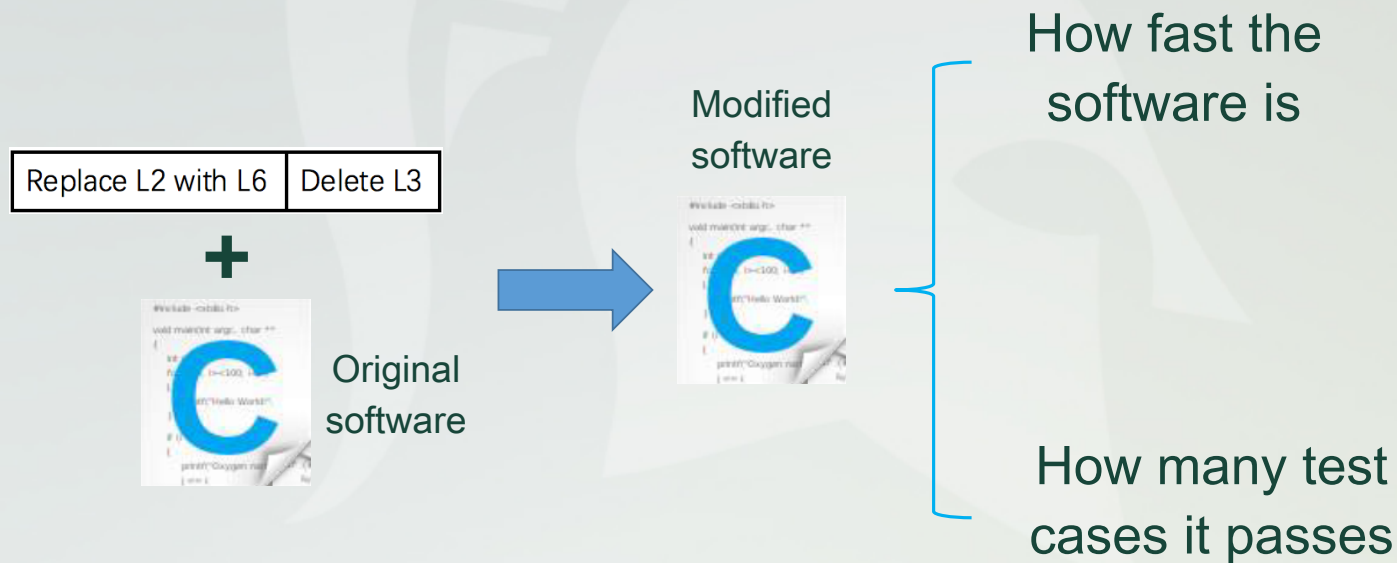 How fast the
software is
Modified
software
Replace L2 with L6 Delete L3
+
Original
software
C
C
How many test
cases it passes